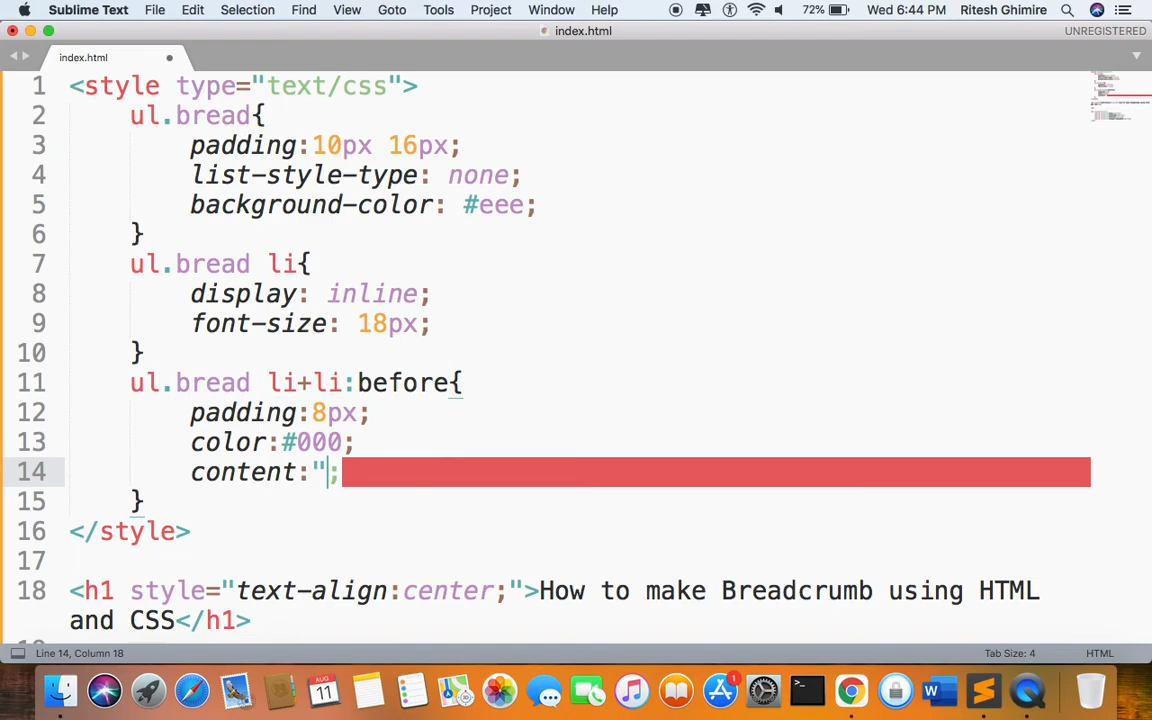 Sublime Text File Edit Selection Find View Goto Tools Project Window Help 72% Wed 6:44 PM Ritesh Ghimire
index.html UNREGISTERED
index.html
1 <style type="text/css">
2 ul.bread{
3 padding:10px 16px;
4 list-style-type: none;
5 background-color: #eee;
6 }
7 ul.bread li{
8 display: inline;
9 font-size: 18px;
10 }
11 ul.bread li+li:before{
12 padding:8px;
13 color:#000;
14 content:";
15 }
16 </style>
17
18 <h1 style="text-align:center;">How to make Breadcrumb using HTML
and CSS</h1>
Line 14, Column 18 Tab Size: 4 HTML
AUG
11
1
W